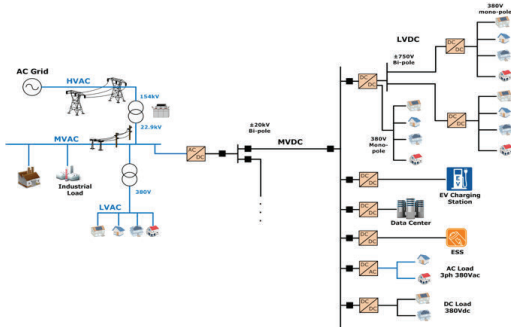 AC Grid
HVAC
154kV
22.9kV
MVAC
Industrial
Load
380V
LVAC
AC
DC
±20kV
Bi-pole
MVDC
LVDC
±750V
Bi-pole
380V
mono-pole
DC
DC
DC
DC
DC
DC
380V
Mono-
pole
DC
DC
EV
EV Charging
Station
DC
DC
Data Center
DC
DC
ESS
DC
AC
AC Load
3ph 380Vac
DC
DC
DC Load
380Vdc